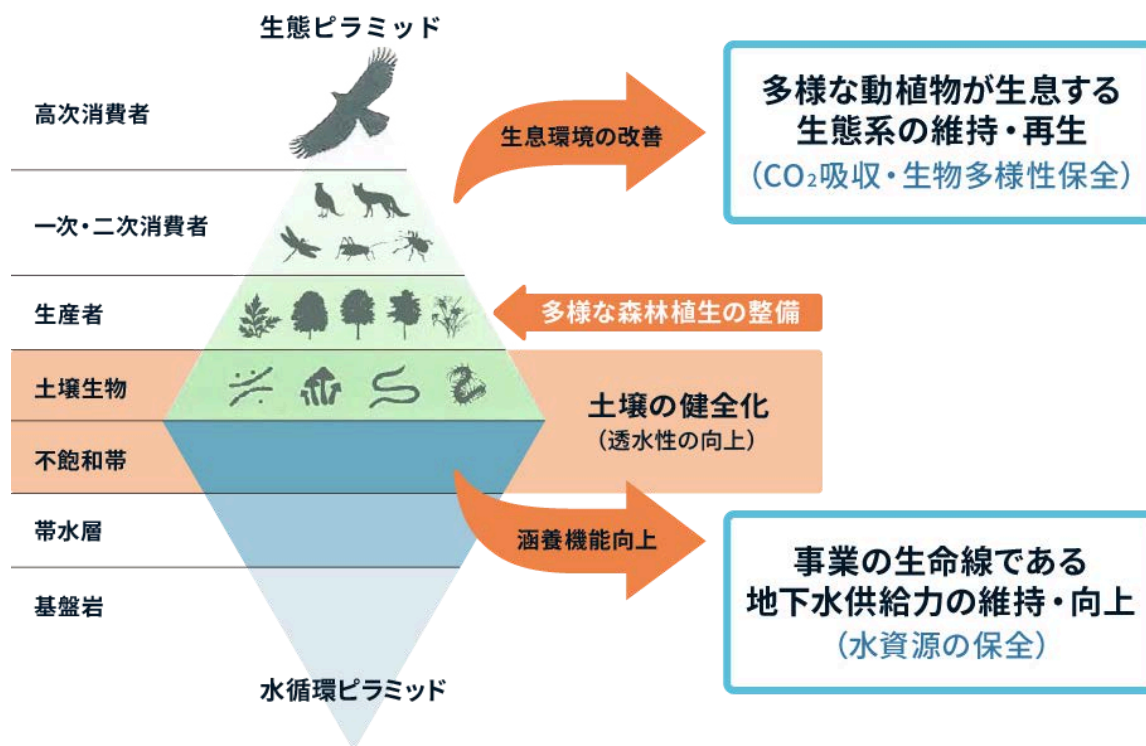 生態ピラミッド
高次消費者
一次・二次消費者
生産者
土壌生物
不飽和帯
帯水層
基盤岩
水循環ピラミッド
生息環境の改善
多様な動植物が生息する
生態系の維持・再生
(CO₂吸収・生物多様性保全)
多様な森林植生の整備
土壌の健全化
(透水性の向上)
涵養機能向上
事業の生命線である
地下水供給力の維持・向上
(水資源の保全)